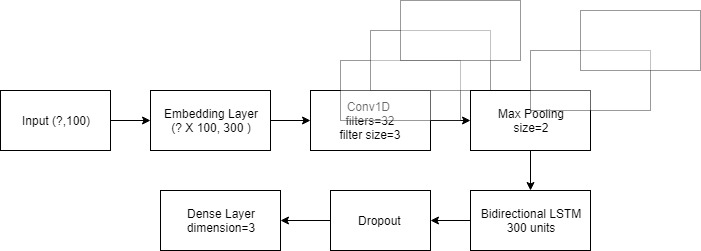 Input (?,100)
Embedding Layer
(? X 100, 300 )
Conv1D
filters=32
filter size=3
Max Pooling
size=2
Bidirectional LSTM
300 units
Dropout
Dense Layer
dimension=3